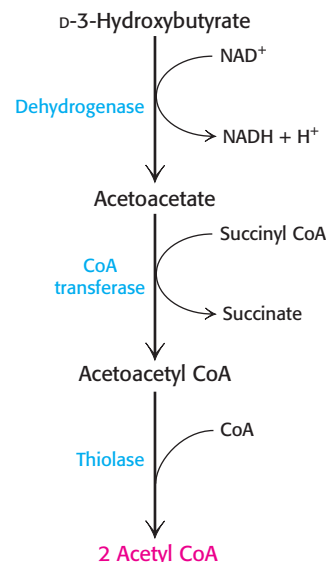 D-3-Hydroxybutyrate
NAD⁺
Dehydrogenase
NADH + H⁺
Acetoacetate
Succinyl CoA
CoA
transferase
Succinate
Acetoacetyl CoA
CoA
Thiolase
2 Acetyl CoA